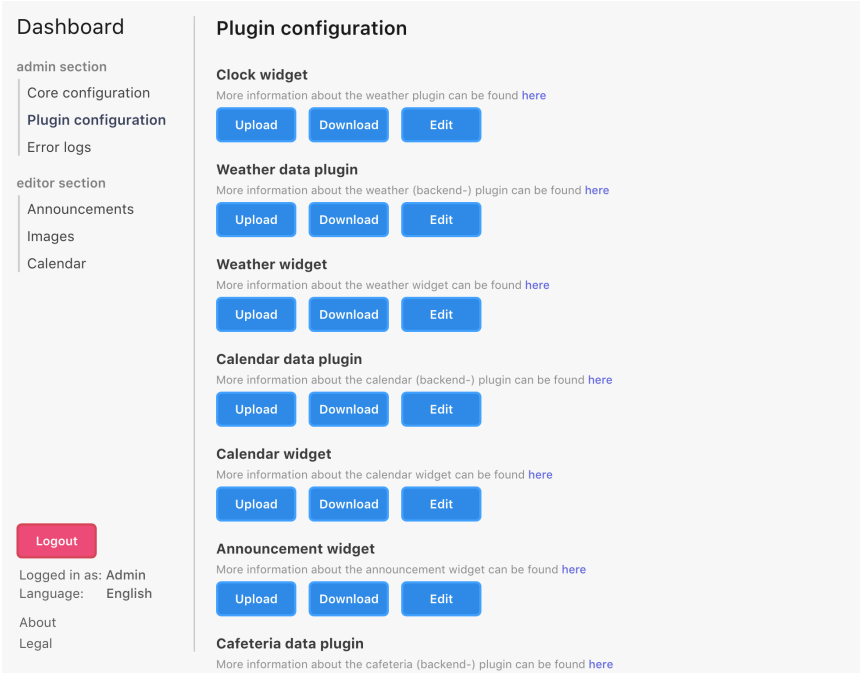 Dashboard
admin section
Core configuration
Plugin configuration
Error logs
editor section
Announcements
Images
Calendar
Logout
Logged in as: Admin
Language: English
About
Legal
Plugin configuration
Clock widget
More information about the weather plugin can be found here
Upload Download Edit
Weather data plugin
More information about the weather (backend-) plugin can be found here
Upload Download Edit
Weather widget
More information about the weather widget can be found here
Upload Download Edit
Calendar data plugin
More information about the calendar (backend-) plugin can be found here
Upload Download Edit
Calendar widget
More information about the calendar widget can be found here
Upload Download Edit
Announcement widget
More information about the announcement widget can be found here
Upload Download Edit
Cafeteria data plugin
More information about the cafeteria (backend-) plugin can be found here